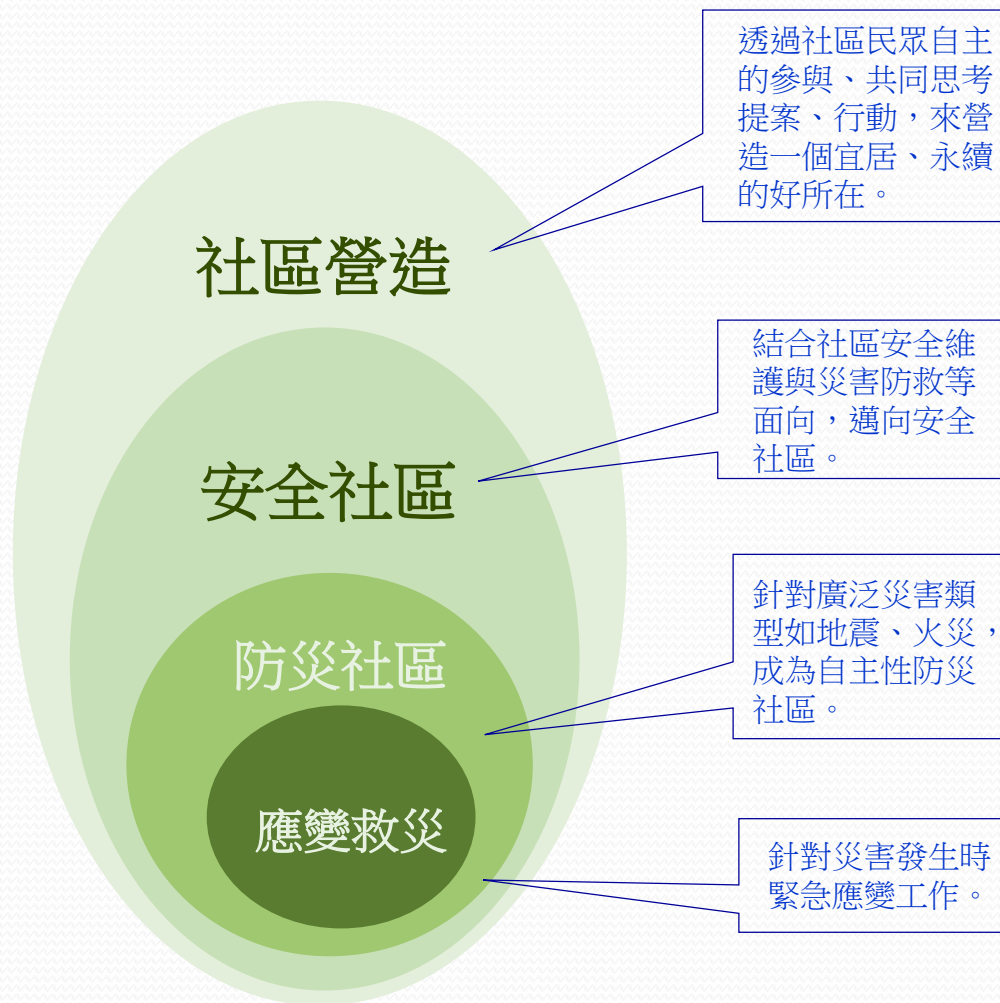 透過社區民眾自主
的參與、共同思考
提案、行動，來營
造一個宜居、永續
的好所在。
社區營造
結合社區安全維
護與災害防救等
面向，邁向安全
社區。
安全社區
針對廣泛災害類
型如地震、火災，
成為自主性防災
社區。
防災社區
應變救災
針對災害發生時
緊急應變工作。